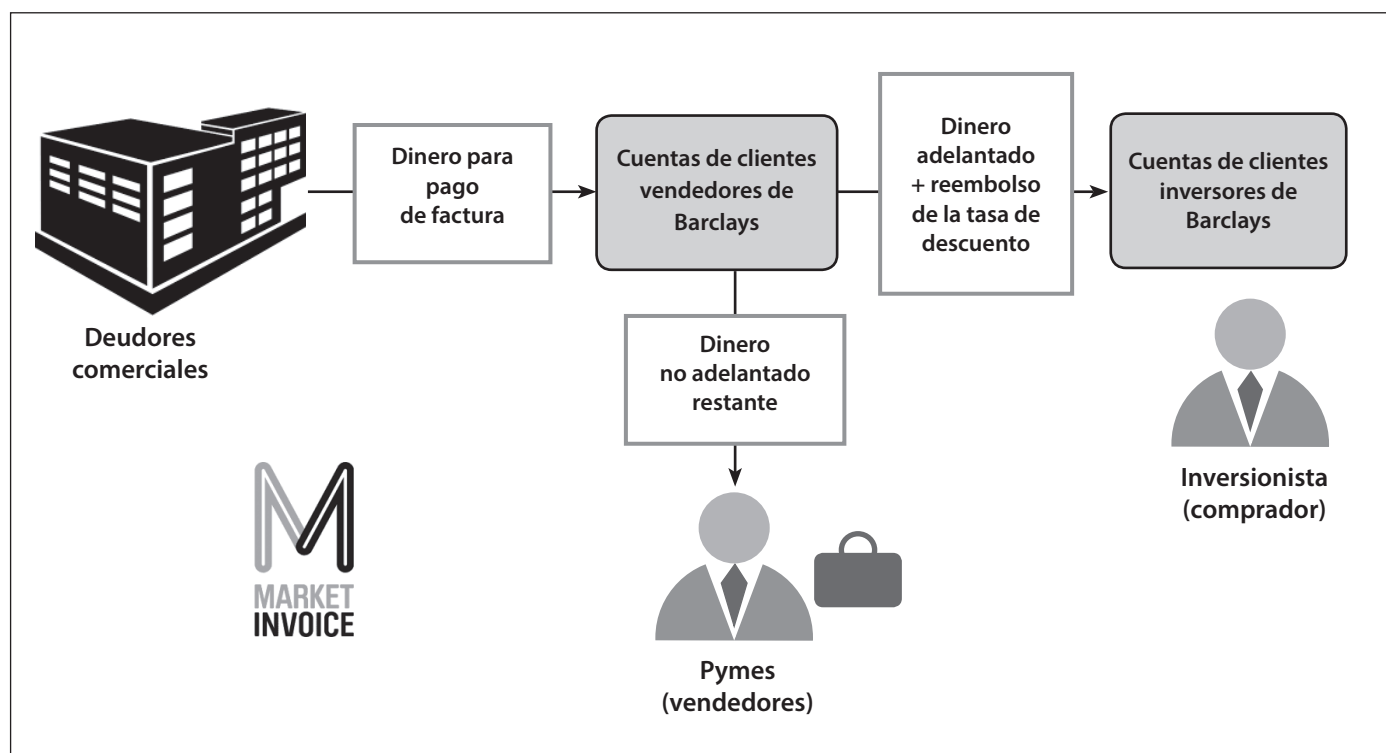 Deudores
comerciales
Dinero para
pago
de factura
Cuentas de clientes
vendedores de
Barclays
Dinero
adelantado
+ reembolso
de la tasa de
descuento
Cuentas de clientes
inversores de
Barclays
Dinero
no adelantado
restante
Inversionista
(comprador)
MARKET
INVOICE
Pymes
(vendedores)